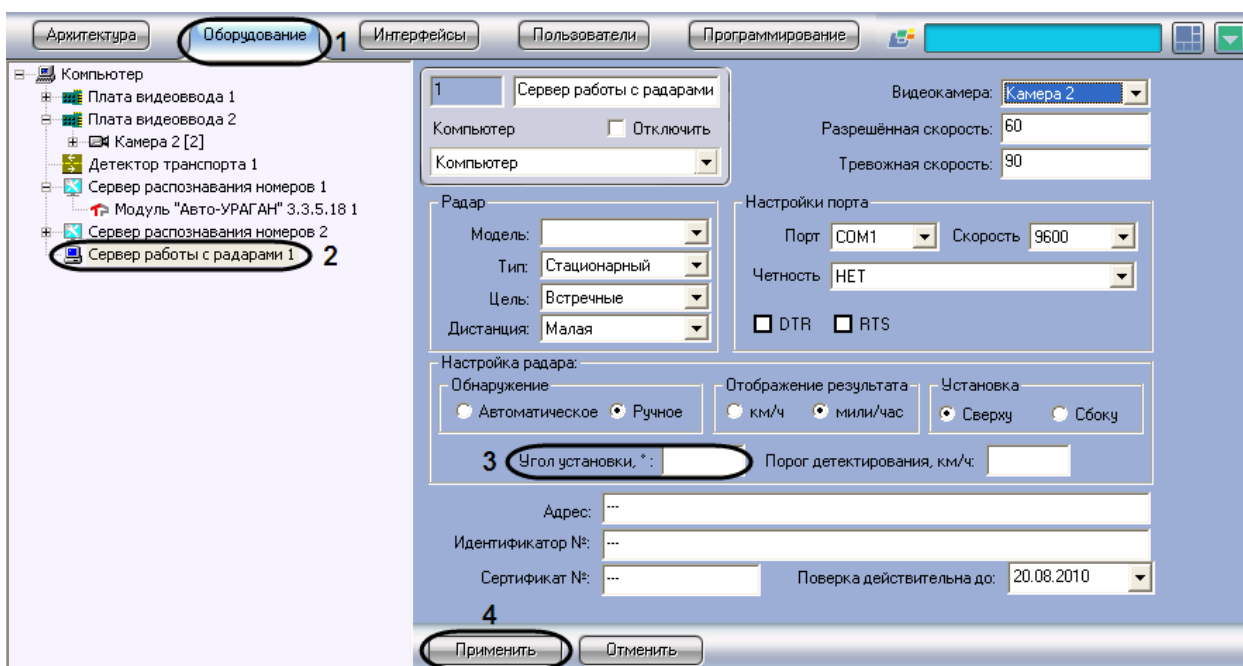 Архитектура Оборудование 1 Интерфейсы Пользователи Программирование
Компьютер
Плата видеоввода 1
Плата видеоввода 2
Камера 2 [2]
Детектор транспорта 1
Сервер распознавания номеров 1
Модуль "Авто-УРАГАН" 3.3.5.18 1
Сервер распознавания номеров 2
Сервер работы с радарами 1 2
1 Сервер работы с радарами
Компьютер Отключить
Компьютер
Видеокамера: Камера 2
Разрешённая скорость: 60
Тревожная скорость: 90
Радар
Модель:
Тип: Стационарный
Цель: Встречные
Дистанция: Малая
Настройки порта
Порт COM1 Скорость 9600
Четность НЕТ
DTR RTS
Настройка радара:
Обнаружение
Автоматическое Ручное
Отображение результата
км/ч мили/час
Установка
Сверху Сбоку
3 Угол установки, ° : Порог детектирования, км/ч:
Адрес: ---
Идентификатор №: ---
Сертификат №: --- Поверка действительна до: 20.08.2010
4
Применить Отменить